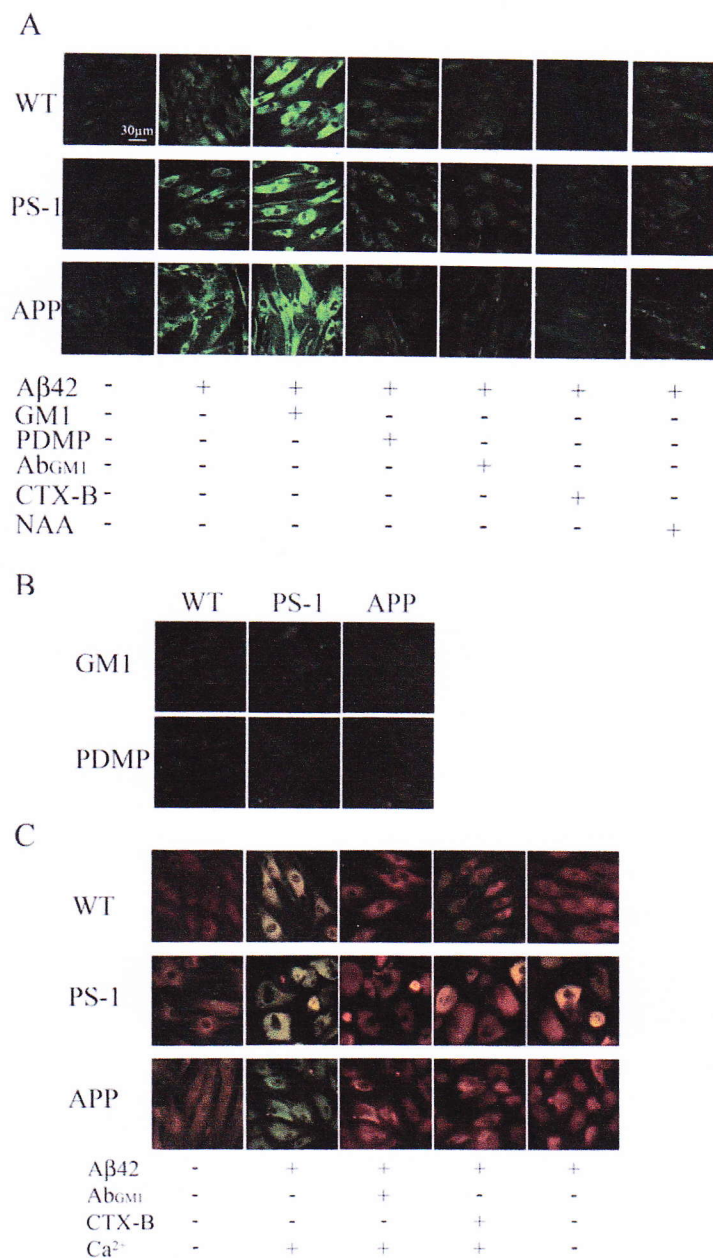 A
WT
30µm
PS-1
APP
Aβ42 - + + + + + +
GM1 - - + - - - -
PDMP - - - + - - -
AbGM1 - - - - + - -
CTX-B - - - - - + -
NAA - - - - - - +
B
WT PS-1 APP
GM1
PDMP
C
WT
PS-1
APP
Aβ42 - + + + +
AbGM1 - - + - -
CTX-B - - - + -
Ca²⁺ - + + + -